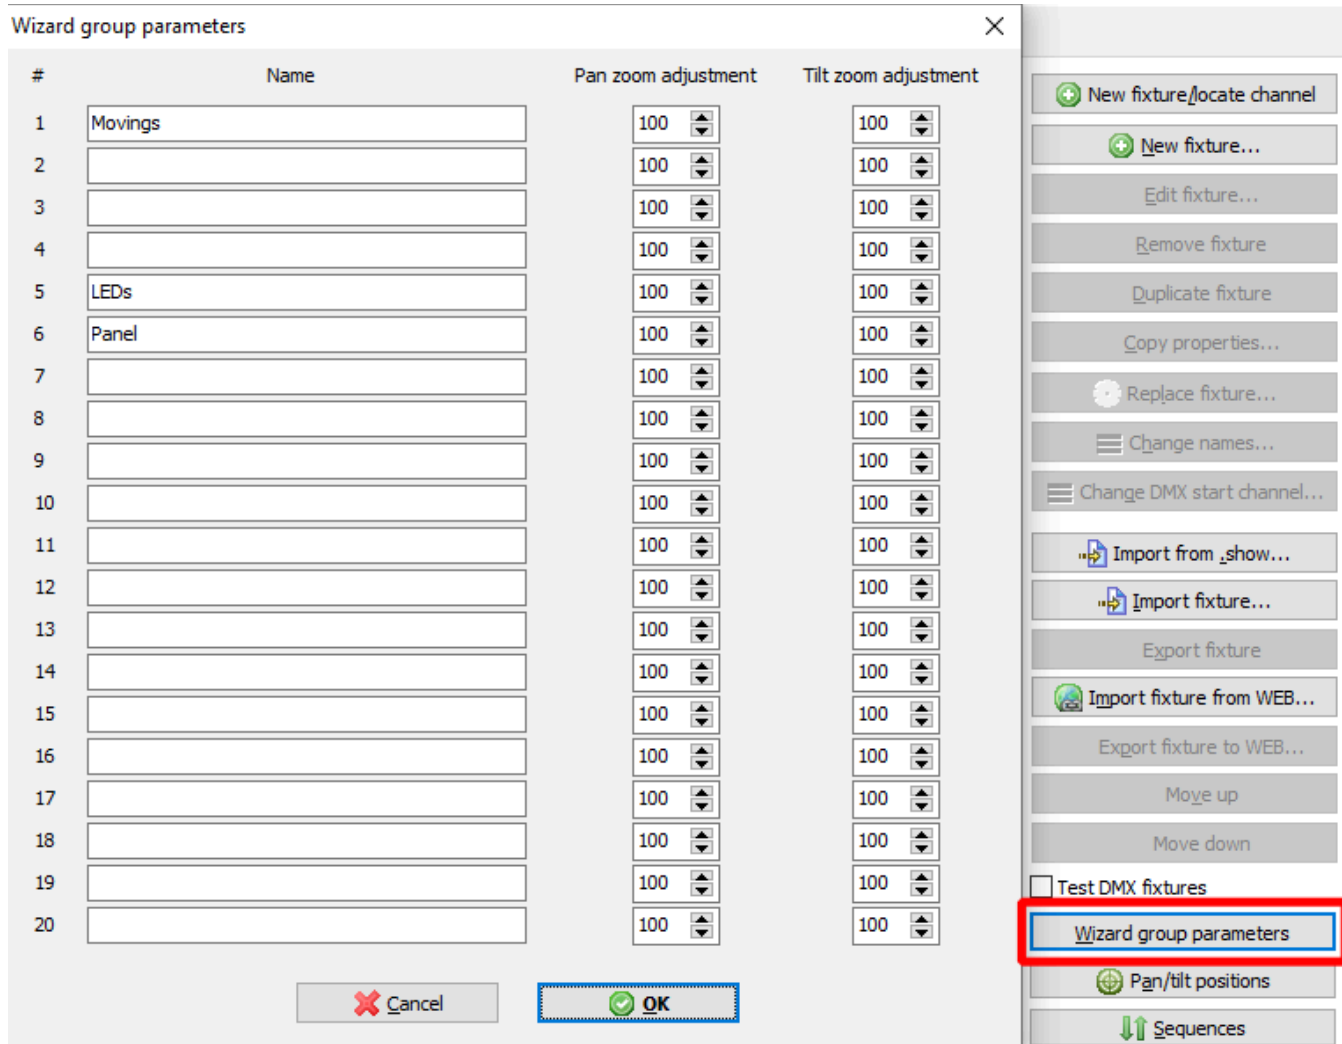 Wizard group parameters
# Name Pan zoom adjustment Tilt zoom adjustment
1 Movings 100 100
2 100 100
3 100 100
4 100 100
5 LEDs 100 100
6 Panel 100 100
7 100 100
8 100 100
9 100 100
10 100 100
11 100 100
12 100 100
13 100 100
14 100 100
15 100 100
16 100 100
17 100 100
18 100 100
19 100 100
20 100 100
Cancel OK
New fixture/locate channel
New fixture...
Edit fixture...
Remove fixture
Duplicate fixture
Copy properties...
Replace fixture...
Change names...
Change DMX start channel...
Import from .show...
Import fixture...
Export fixture
Import fixture from WEB...
Export fixture to WEB...
Move up
Move down
Test DMX fixtures
Wizard group parameters
Pan/tilt positions
Sequences